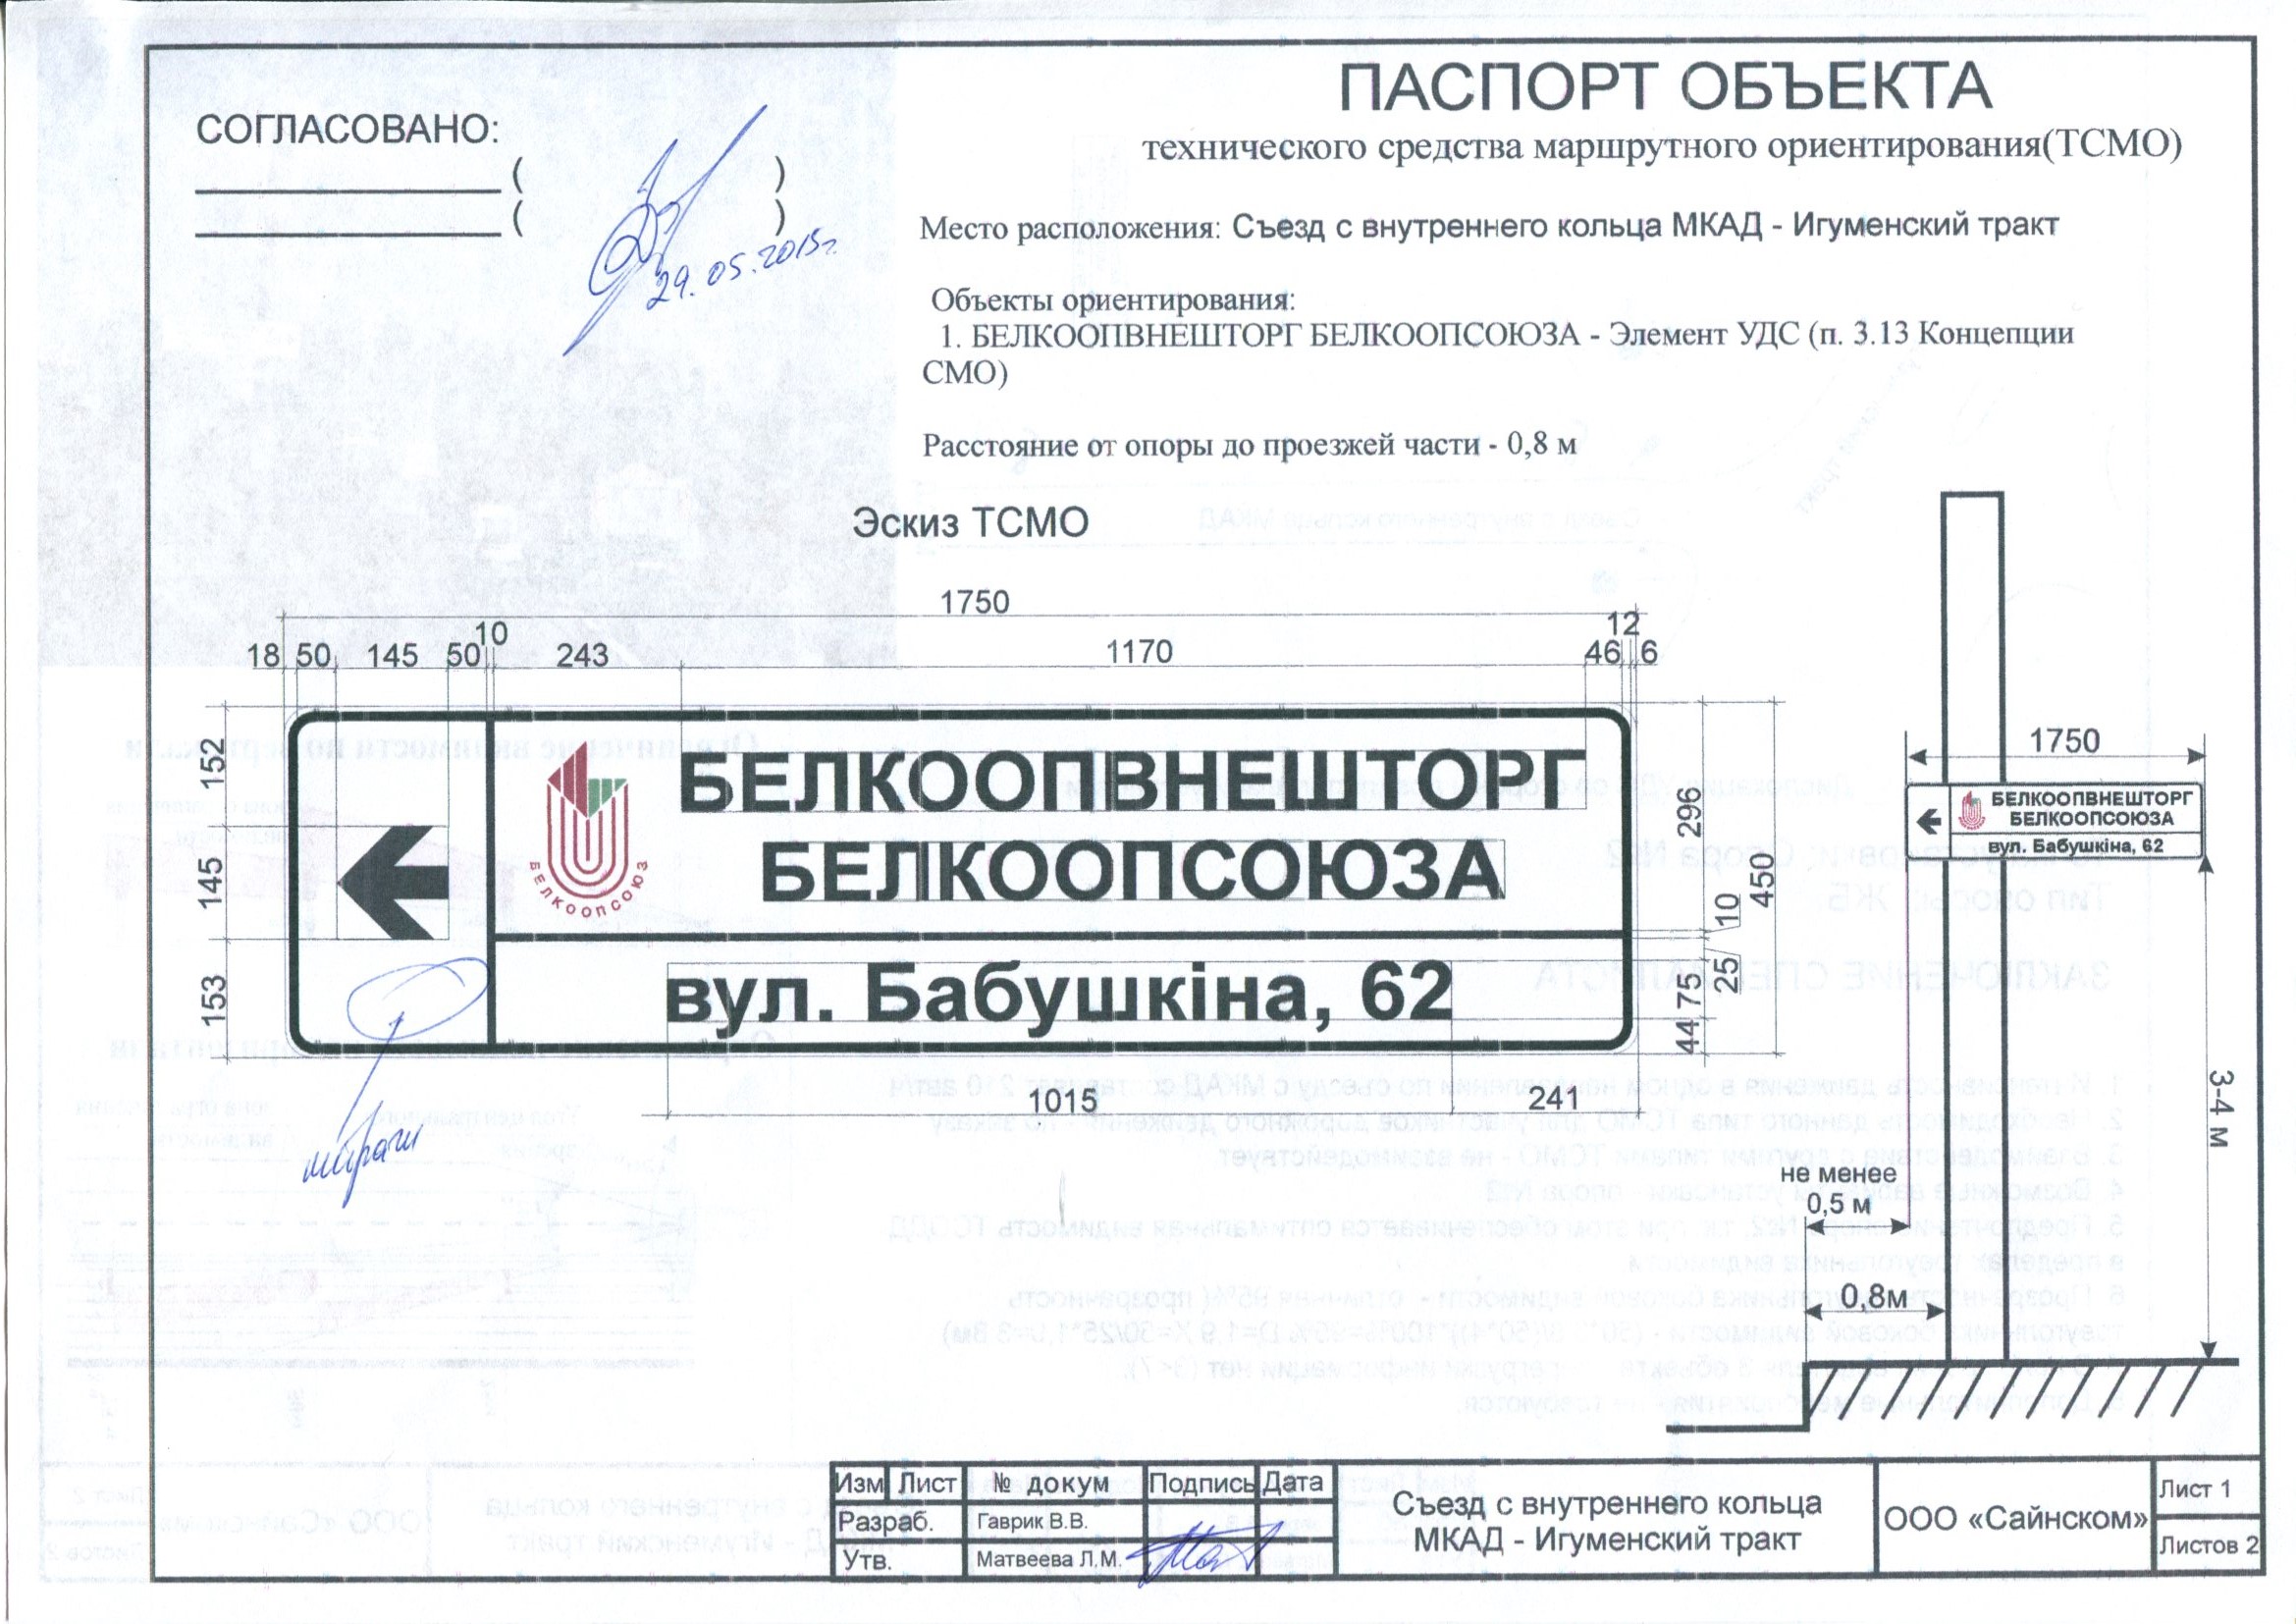 ПАСПОРТ ОБЪЕКТА
технического средства маршрутного ориентирования(ТСМО)
СОГЛАСОВАНО:
( )
( )
29.05.2015г.
Место расположения: Съезд с внутреннего кольца МКАД - Игуменский тракт
Объекты ориентирования:
1. БЕЛКООПВНЕШТОРГ БЕЛКООПСОЮЗА - Элемент УДС (п. 3.13 Концепции
СМО)
Расстояние от опоры до проезжей части - 0,8 м
Эскиз ТСМО
1750
18 50 145 50 10 243 1170 46 12 6
152
145
153
БЕЛКООПВНЕШТОРГ
БЕЛКООПСОЮЗА
БЕЛКООПСОЮЗ
вул. Бабушкіна, 62
296
10
450
25
75
44
1015 241
1750
БЕЛКООПВНЕШТОРГ
БЕЛКООПСОЮЗА
вул. Бабушкіна, 62
3-4 м
не менее
0,5 м
0,8м
Изм Лист № докум Подпись Дата
Разраб. Гаврик В.В.
Утв. Матвеева Л.М.
Съезд с внутреннего кольца
МКАД - Игуменский тракт
ООО «Сайнском»
Лист 1
Листов 2